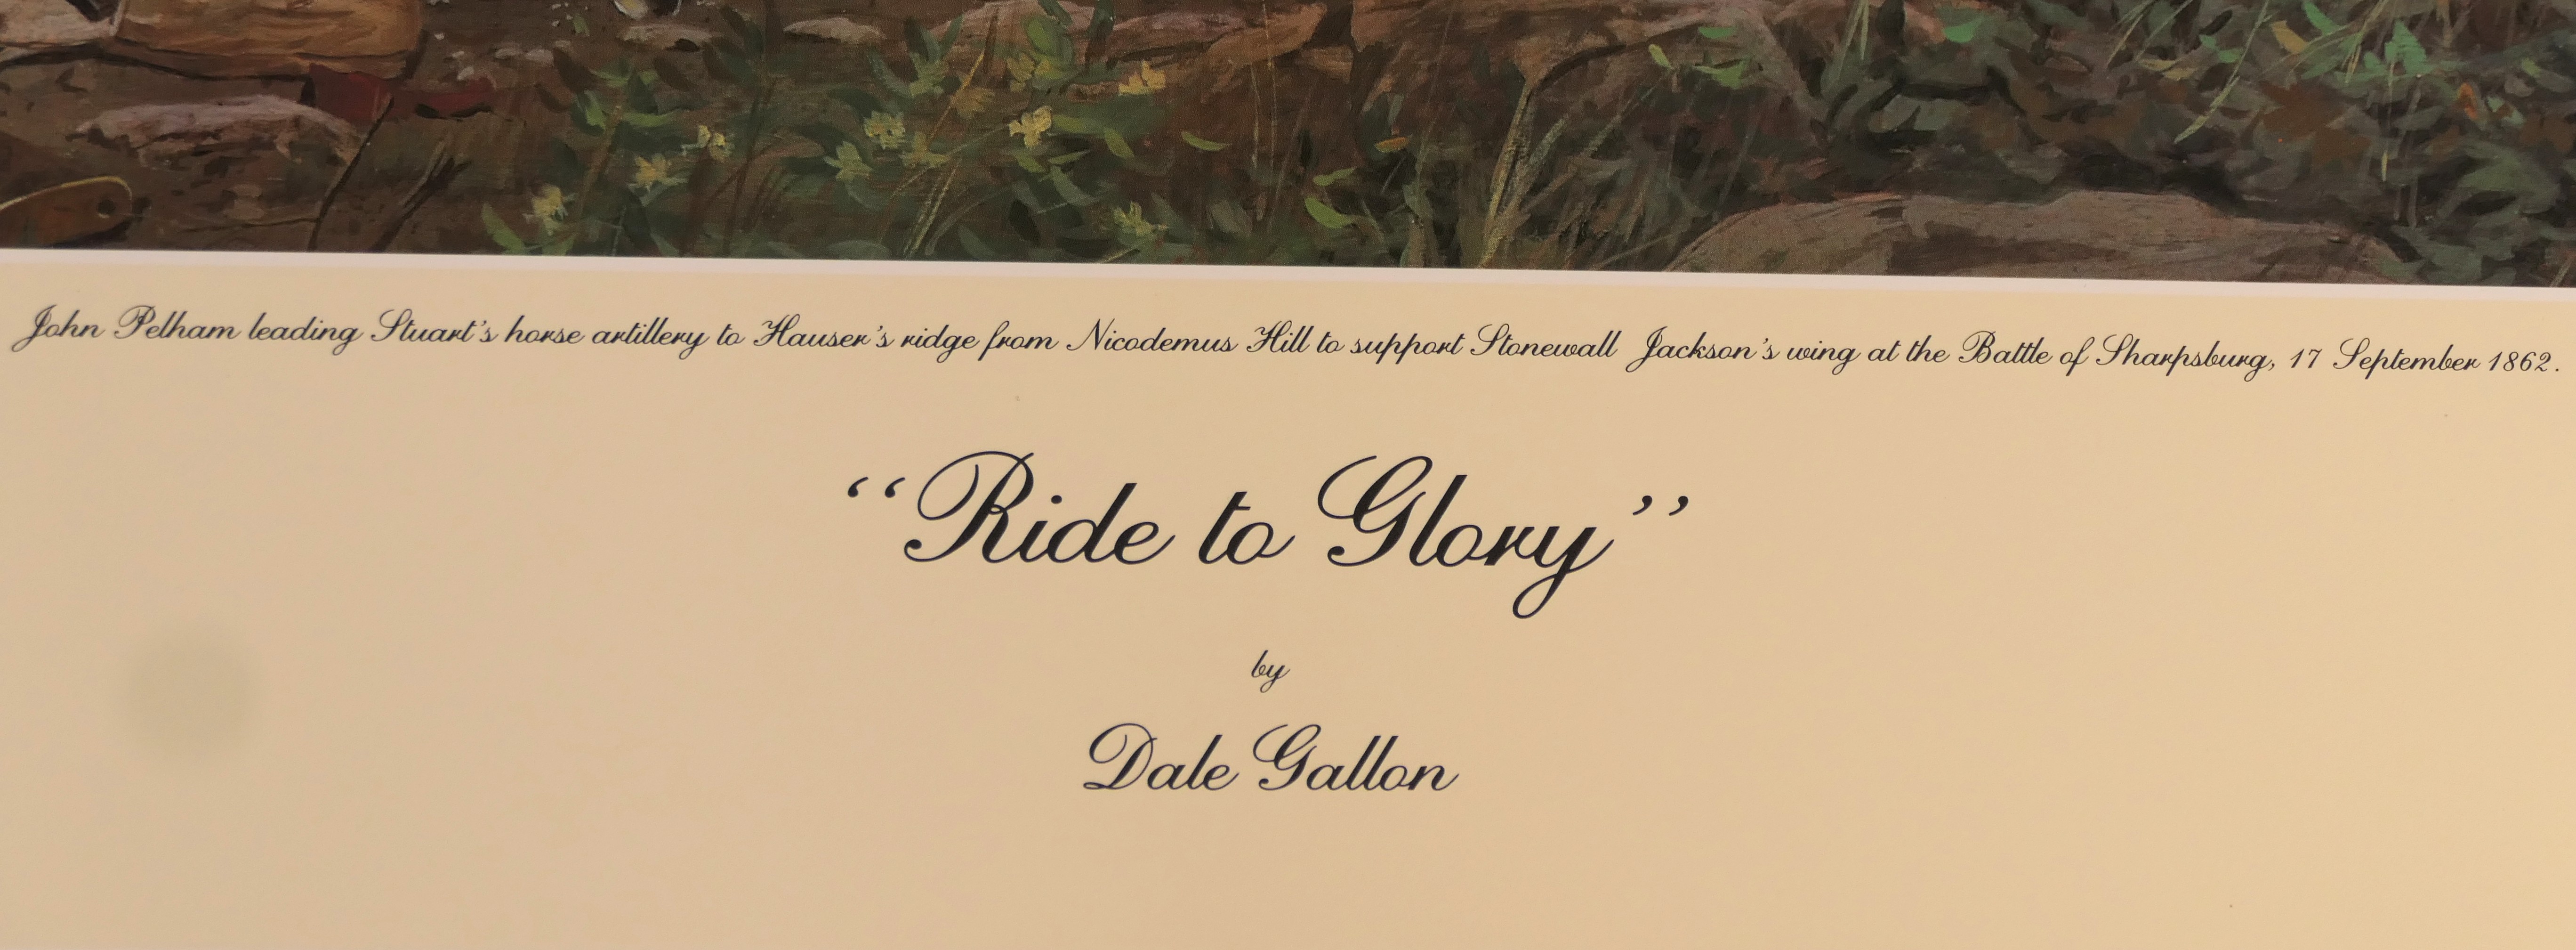 John Pelham leading Stuart's horse artillery to Hauser's ridge from Nicodemus Hill to support Stonewall Jackson's wing at the Battle of Sharpsburg, 17 September 1862.
“Ride to Glory”
by
Dale Gallon